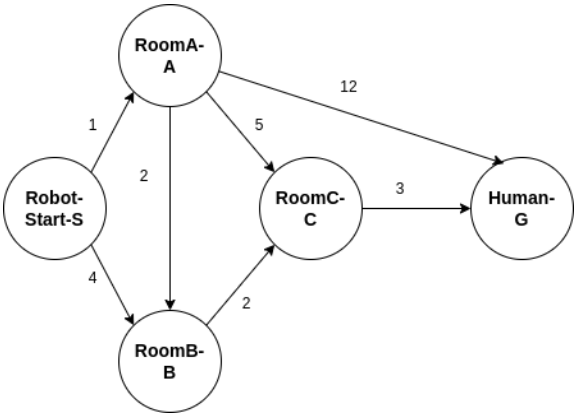 RoomA-
A
12
1
5
2
Robot-
Start-S
RoomC-
C
3
Human-
G
4
2
RoomB-
B